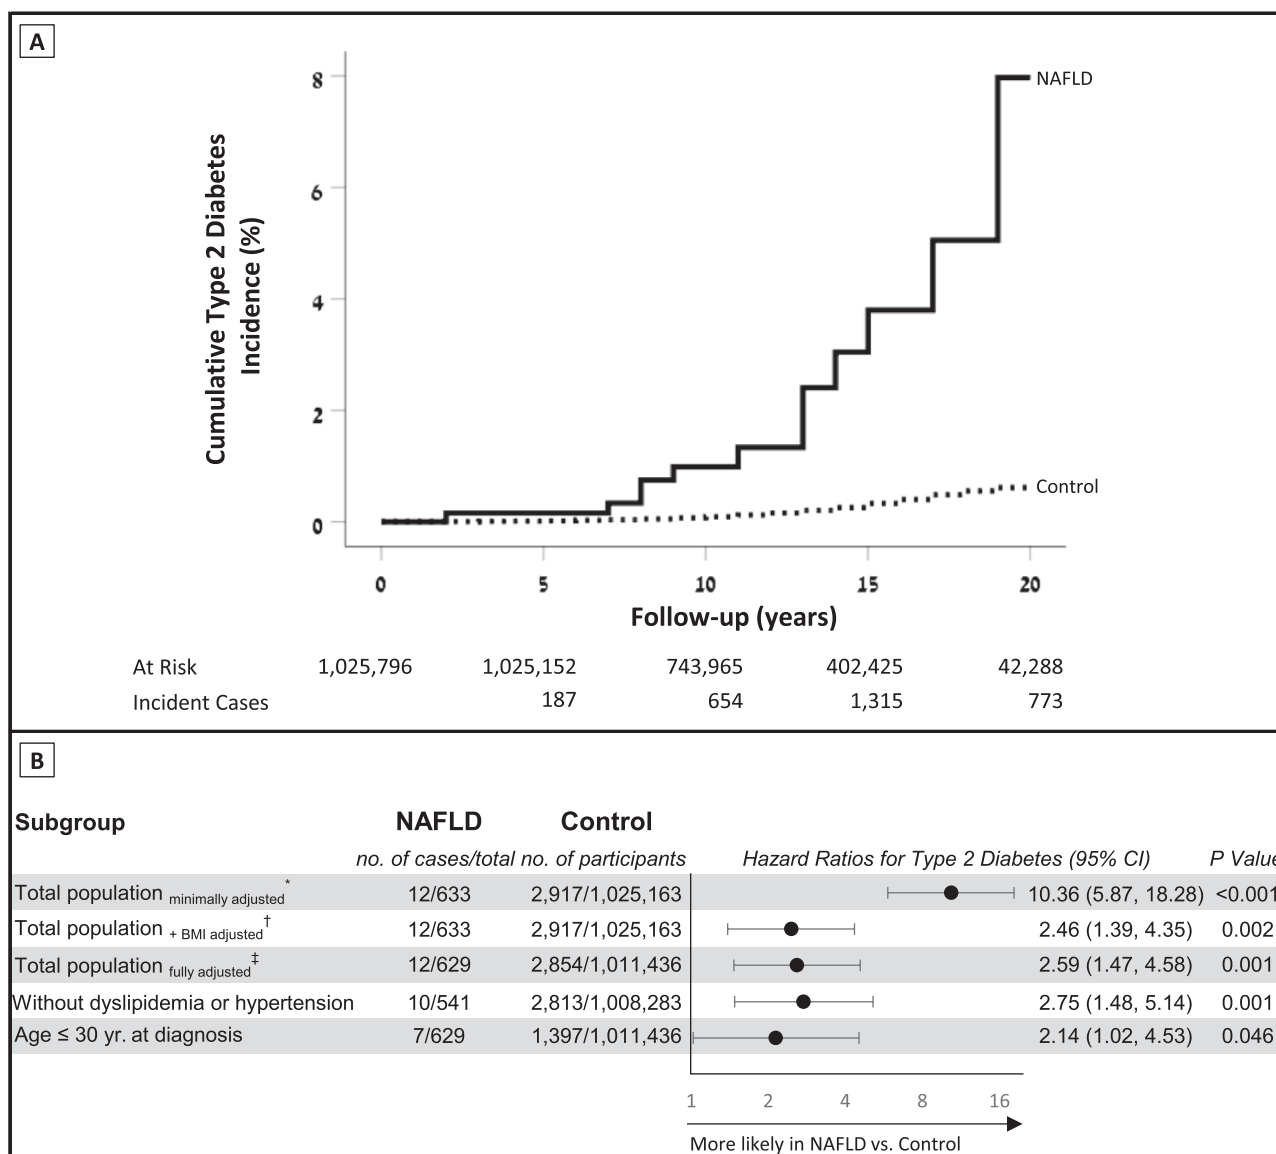 A
Cumulative Type 2 Diabetes
Incidence (%)
8
6
4
2
0
NAFLD
Control
0 5 10 15 20
Follow-up (years)
At Risk 1,025,796 1,025,152 743,965 402,425 42,288
Incident Cases 187 654 1,315 773
B
Subgroup NAFLD Control
no. of cases/total no. of participants Hazard Ratios for Type 2 Diabetes (95% CI) P Value
Total population minimally adjusted* 12/633 2,917/1,025,163 10.36 (5.87, 18.28) <0.001
Total population + BMI adjusted† 12/633 2,917/1,025,163 2.46 (1.39, 4.35) 0.002
Total population fully adjusted‡ 12/629 2,854/1,011,436 2.59 (1.47, 4.58) 0.001
Without dyslipidemia or hypertension 10/541 2,813/1,008,283 2.75 (1.48, 5.14) 0.001
Age ≤ 30 yr. at diagnosis 7/629 1,397/1,011,436 2.14 (1.02, 4.53) 0.046
1 2 4 8 16
More likely in NAFLD vs. Control